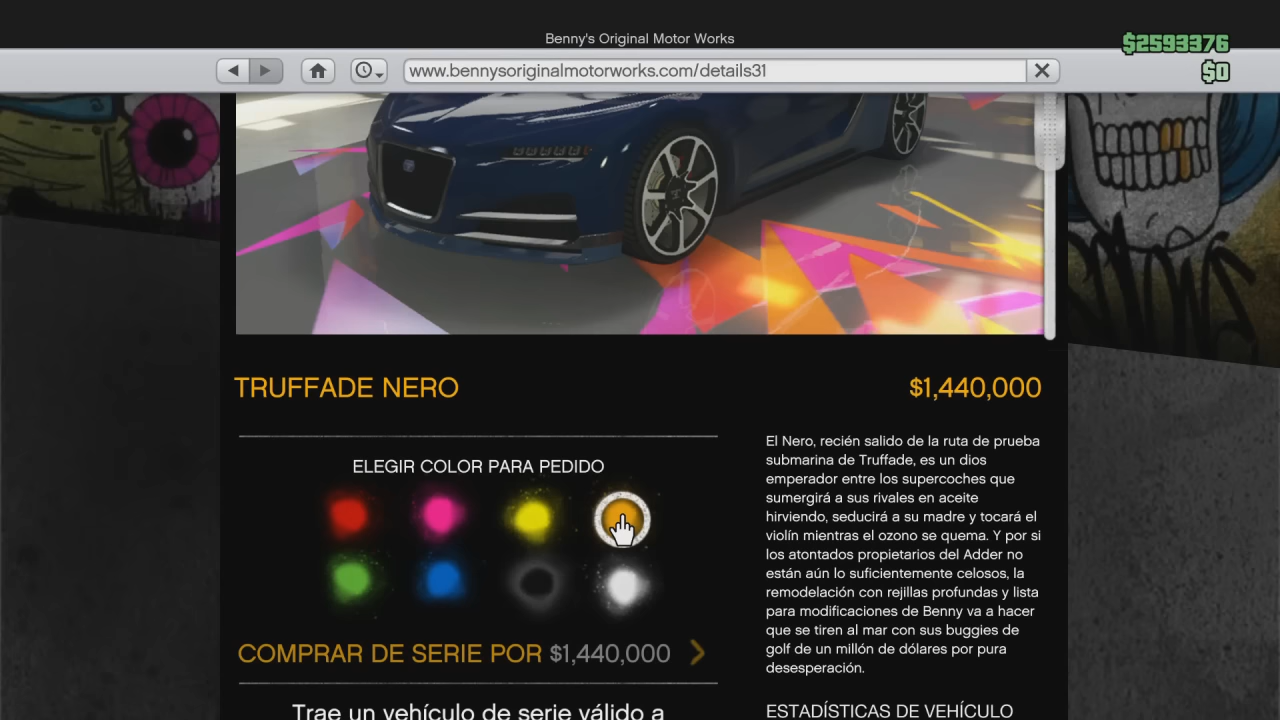 Benny's Original Motor Works
$2593376
$0
www.bennysoriginalmotorworks.com/details31
TRUFFADE NERO
$1,440,000
ELEGIR COLOR PARA PEDIDO
COMPRAR DE SERIE POR $1,440,000
Trae un vehículo de serie válido a
El Nero, recién salido de la ruta de prueba
submarina de Truffade, es un dios
emperador entre los supercoches que
sumergirá a sus rivales en aceite
hirviendo, seducirá a su madre y tocará el
violín mientras el ozono se quema. Y por si
los atontados propietarios del Adder no
están aún lo suficientemente celosos, la
remodelación con rejillas profundas y lista
para modificaciones de Benny va a hacer
que se tiren al mar con sus buggies de
golf de un millón de dólares por pura
desesperación.
ESTADÍSTICAS DE VEHÍCULO